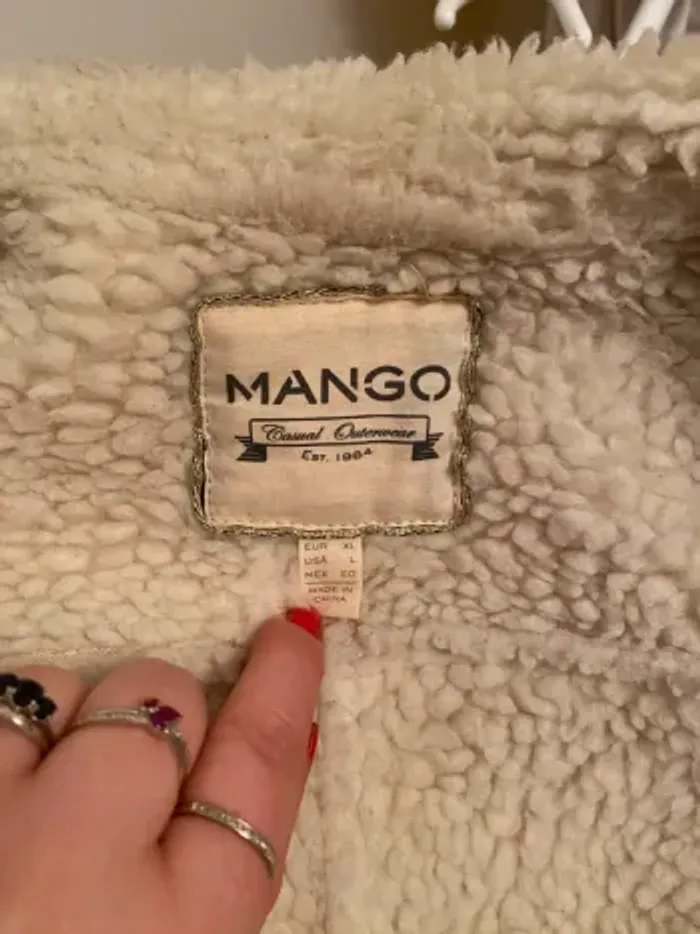 MANGO
Casual Outerwear
EST. 1984
EUR XL
USA L
MEX EG
MADE IN
CHINA